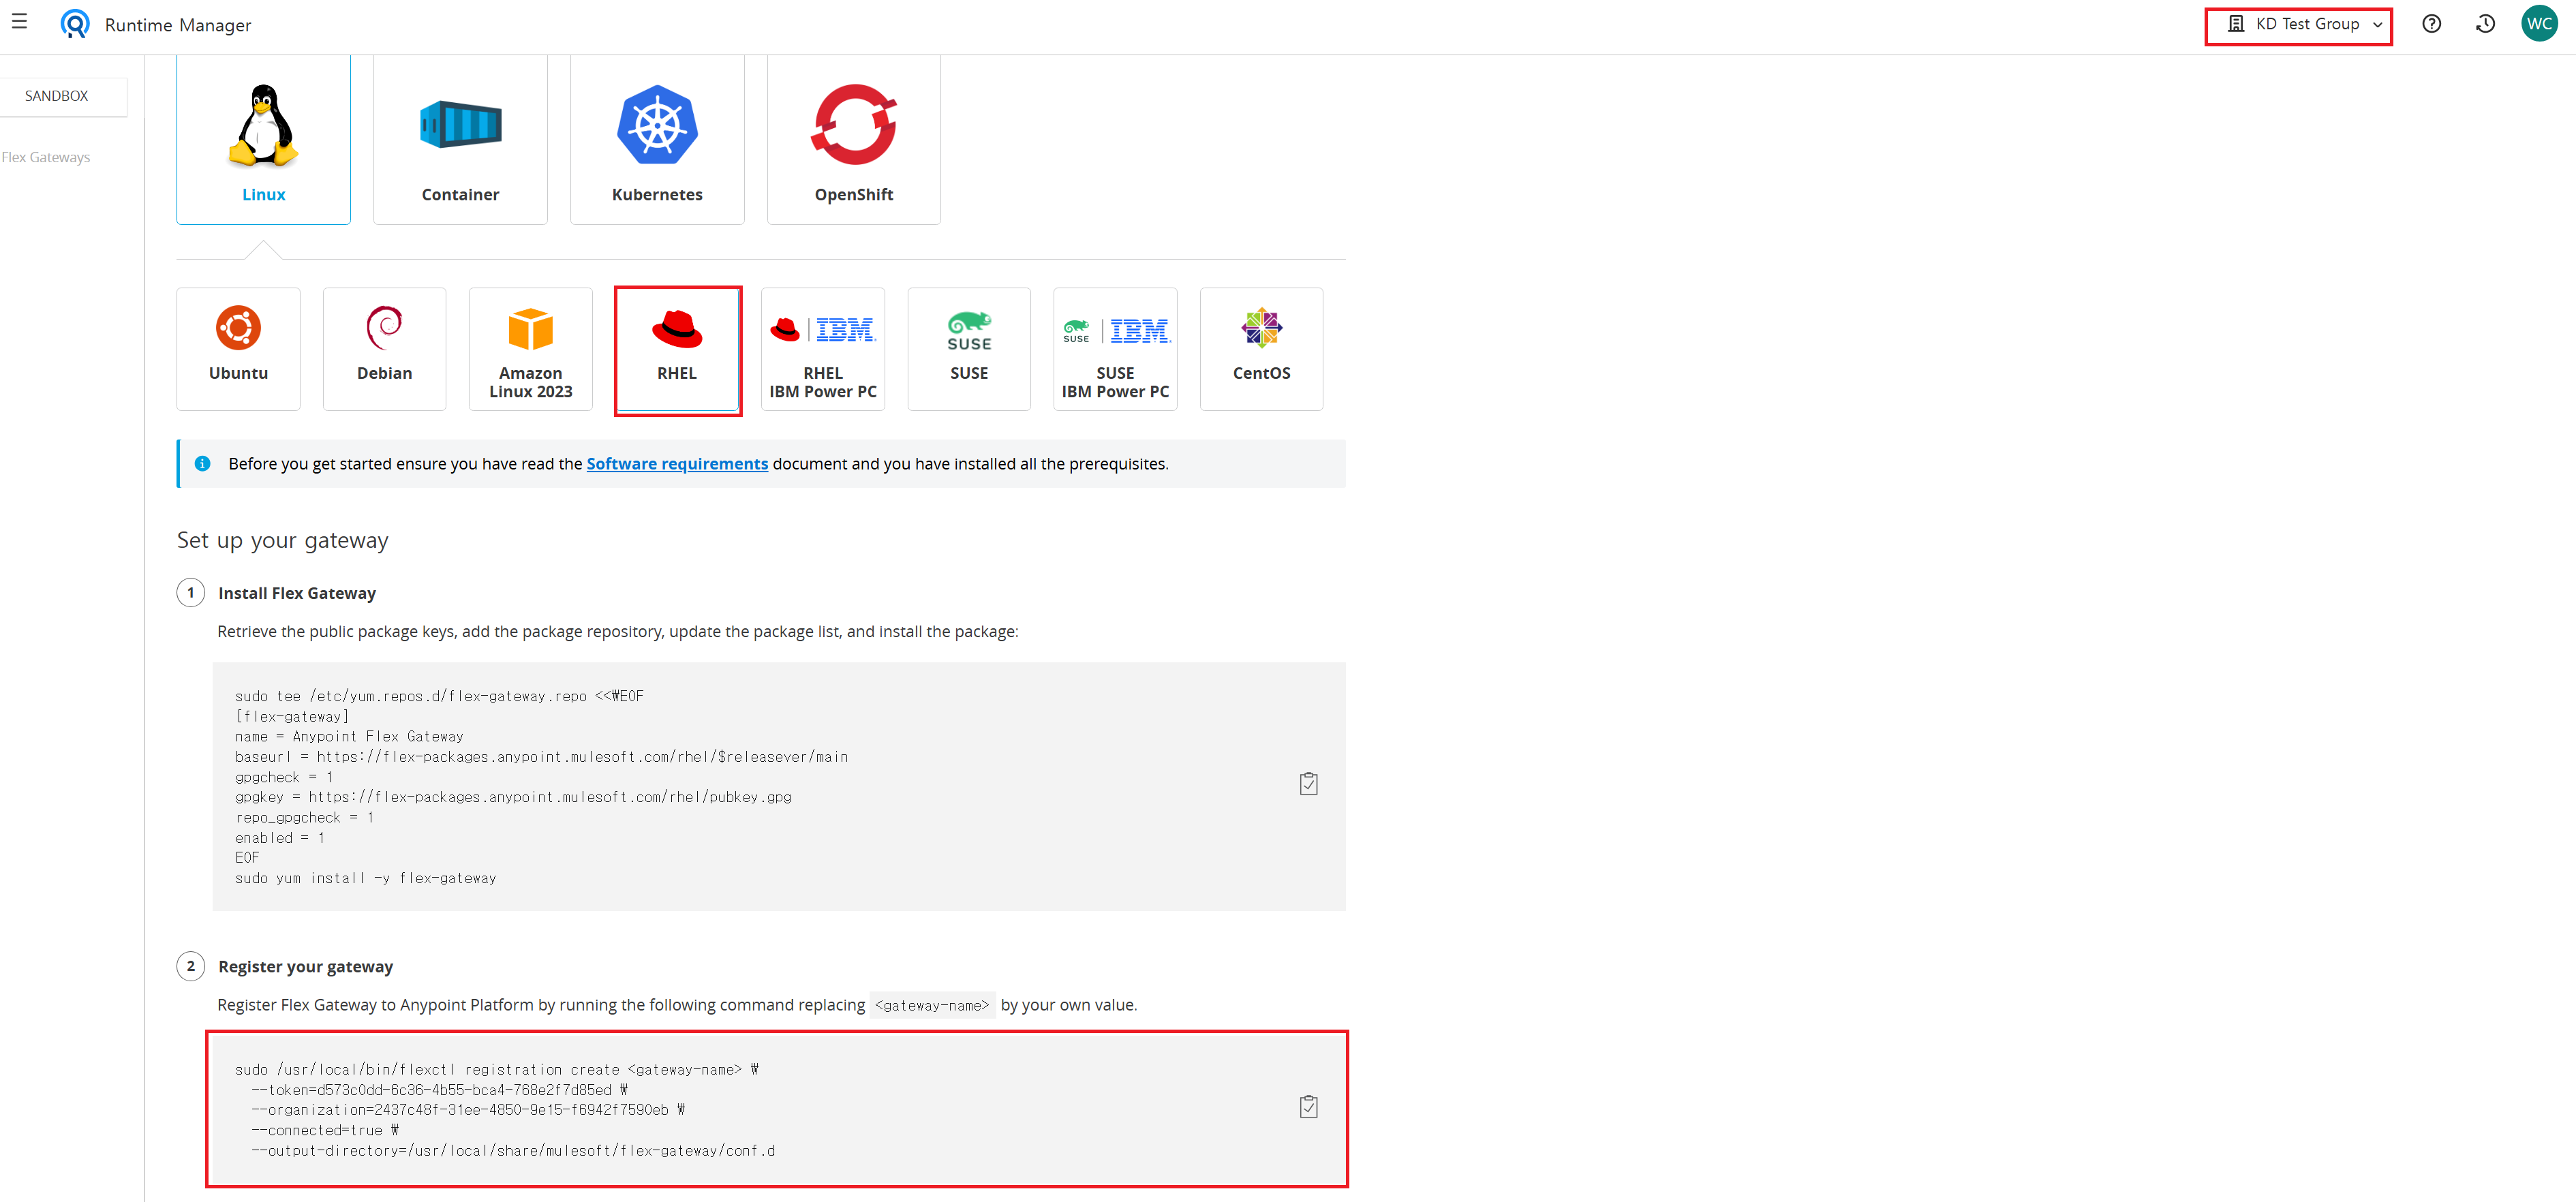 Runtime Manager
KD Test Group
WC
SANDBOX
Flex Gateways
Linux
Container
Kubernetes
OpenShift
Ubuntu
Debian
Amazon
Linux 2023
RHEL
IBM
RHEL
IBM Power PC
SUSE
SUSE
SUSE
IBM
SUSE
IBM Power PC
CentOS
Before you get started ensure you have read the Software requirements document and you have installed all the prerequisites.
Set up your gateway
1 Install Flex Gateway
Retrieve the public package keys, add the package repository, update the package list, and install the package:
sudo tee /etc/yum.repos.d/flex-gateway.repo <<₩EOF
[flex-gateway]
name = Anypoint Flex Gateway
baseurl = https://flex-packages.anypoint.mulesoft.com/rhel/$releasever/main
gpgcheck = 1
gpgkey = https://flex-packages.anypoint.mulesoft.com/rhel/pubkey.gpg
repo_gpgcheck = 1
enabled = 1
EOF
sudo yum install -y flex-gateway
2 Register your gateway
Register Flex Gateway to Anypoint Platform by running the following command replacing <gateway-name> by your own value.
sudo /usr/local/bin/flexctl registration create <gateway-name> ₩
--token=d573c0dd-6c36-4b55-bca4-768e2f7d85ed ₩
--organization=2437c48f-31ee-4850-9e15-f6942f7590eb ₩
--connected=true ₩
--output-directory=/usr/local/share/mulesoft/flex-gateway/conf.d